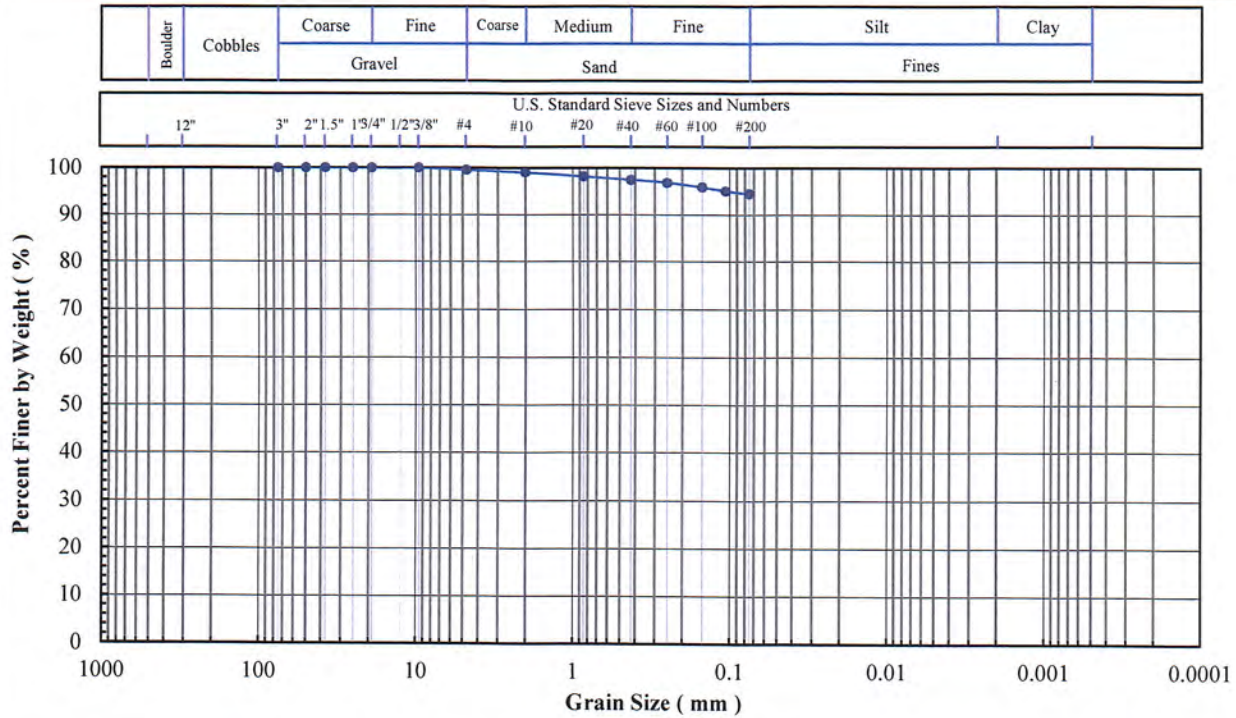 Boulder Cobbles Coarse Fine Coarse Medium Fine Silt Clay
Gravel Sand Fines
U.S. Standard Sieve Sizes and Numbers
12" 3" 2" 1.5" 1" 3/4" 1/2" 3/8" #4 #10 #20 #40 #60 #100 #200
Percent Finer by Weight ( % )
100
90
80
70
60
50
40
30
20
10
0
1000 100 10 1 0.1 0.01 0.001 0.0001
Grain Size ( mm )